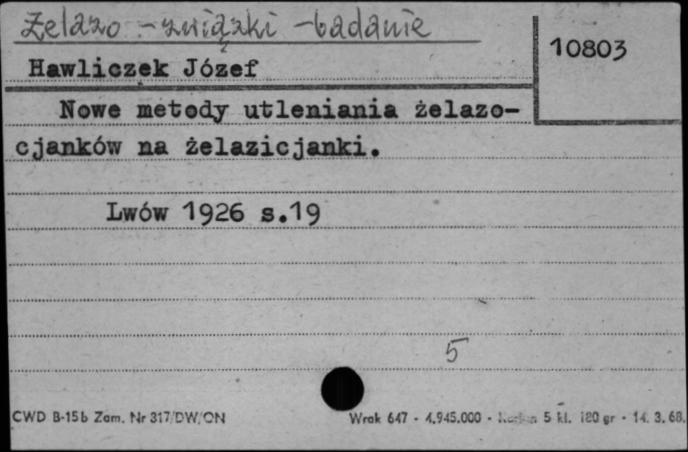 Żelazo – związki – badanie
10803
Hawliczek Józef
Nowe metody utleniania żelazo-
cjanków na żelazicjanki.
Lwów 1926 s.19
5
CWD B-15b Zam. Nr 317/DW/ON
Wrak 647 - 4.945.000 - 5 kl. 180 gr - 14. 3. 68.